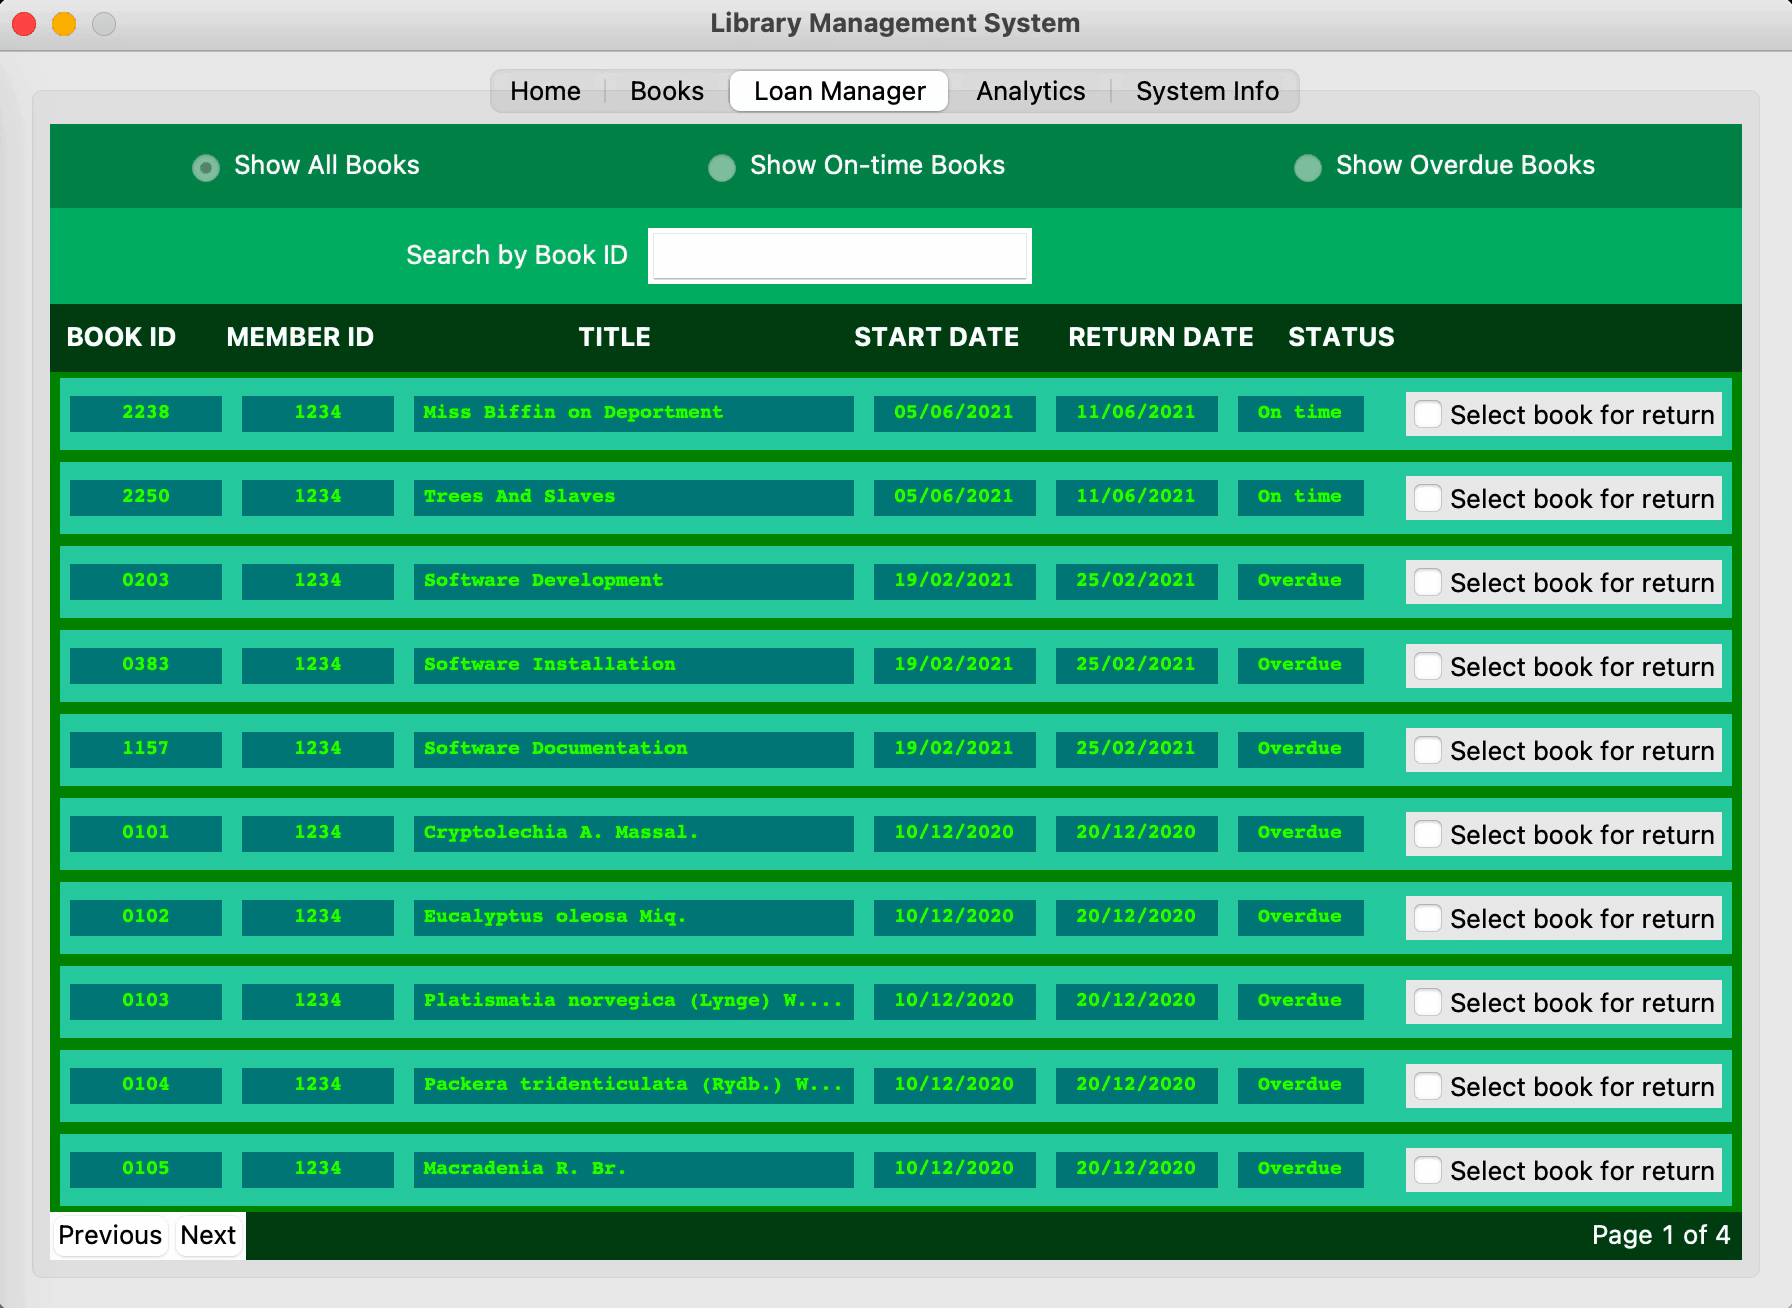 Library Management System
Home Books Loan Manager Analytics System Info
Show All Books Show On-time Books Show Overdue Books
Search by Book ID
BOOK ID MEMBER ID TITLE START DATE RETURN DATE STATUS
2238 1234 Miss Biffin on Deportment 05/06/2021 11/06/2021 On time Select book for return
2250 1234 Trees And Slaves 05/06/2021 11/06/2021 On time Select book for return
0203 1234 Software Development 19/02/2021 25/02/2021 Overdue Select book for return
0383 1234 Software Installation 19/02/2021 25/02/2021 Overdue Select book for return
1157 1234 Software Documentation 19/02/2021 25/02/2021 Overdue Select book for return
0101 1234 Cryptolechia A. Massal. 10/12/2020 20/12/2020 Overdue Select book for return
0102 1234 Eucalyptus oleosa Miq. 10/12/2020 20/12/2020 Overdue Select book for return
0103 1234 Platismatia norvegica (Lynge) W.... 10/12/2020 20/12/2020 Overdue Select book for return
0104 1234 Packera tridenticulata (Rydb.) W... 10/12/2020 20/12/2020 Overdue Select book for return
0105 1234 Macradenia R. Br. 10/12/2020 20/12/2020 Overdue Select book for return
Previous Next Page 1 of 4